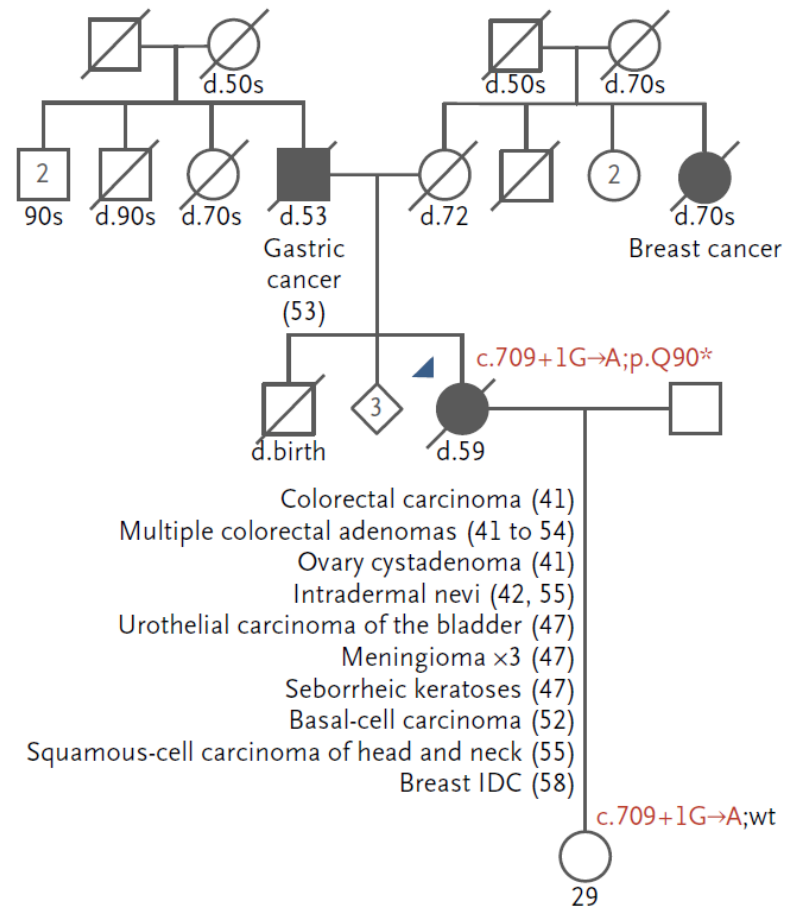 d.50s
d.50s
d.70s
2
2
90s
d.90s
d.70s
d.53
d.72
d.70s
Gastric
cancer
(53)
Breast cancer
c.709+1G→A;p.Q90*
3
d.birth
d.59
Colorectal carcinoma (41)
Multiple colorectal adenomas (41 to 54)
Ovary cystadenoma (41)
Intradermal nevi (42, 55)
Urothelial carcinoma of the bladder (47)
Meningioma ×3 (47)
Seborrheic keratoses (47)
Basal-cell carcinoma (52)
Squamous-cell carcinoma of head and neck (55)
Breast IDC (58)
c.709+1G→A;wt
29